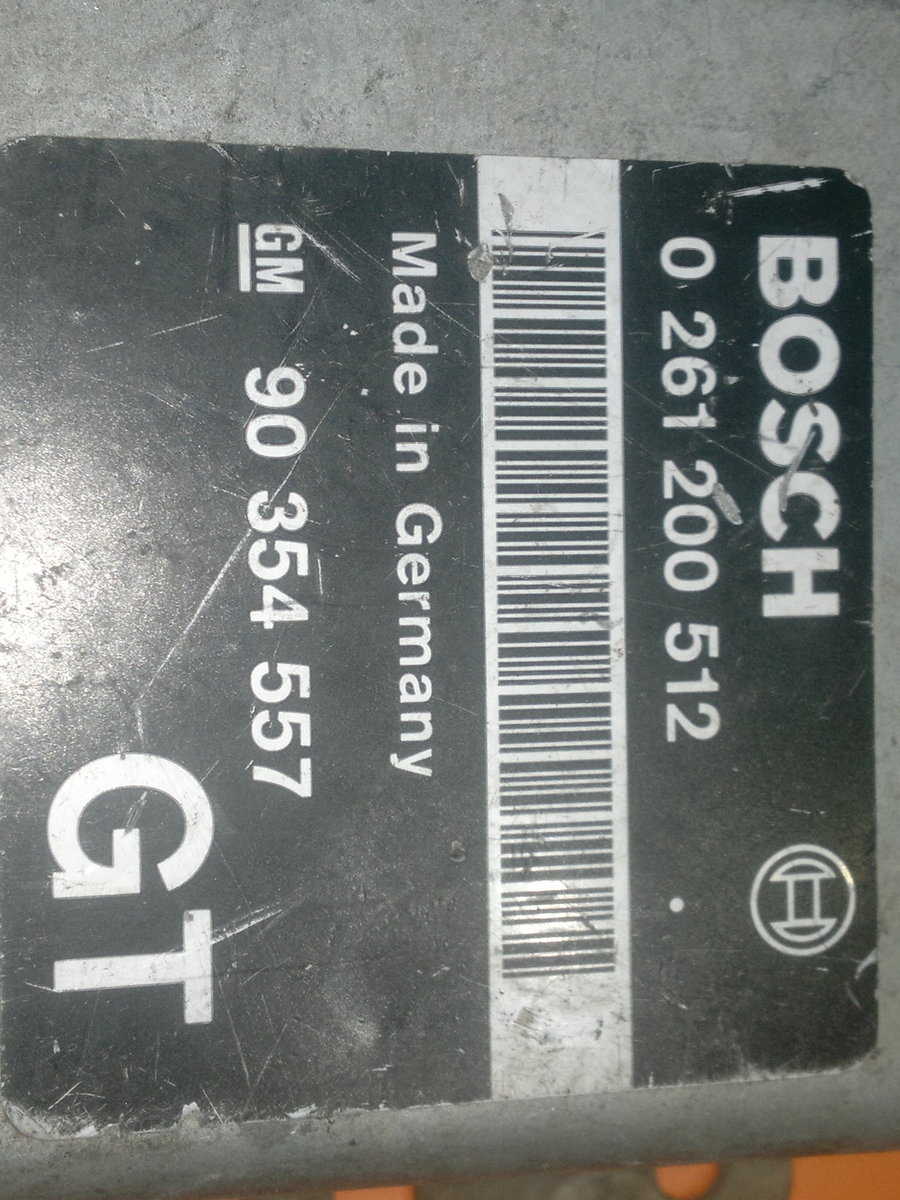 BOSCH
0 261 200 512
Made in Germany
GM 90 354 557
GT